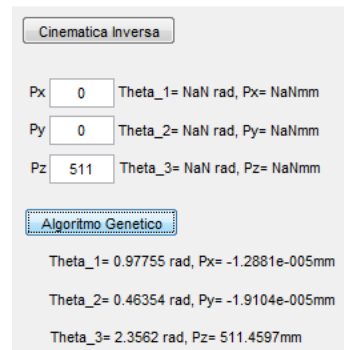 Cinematica Inversa
Px 0 Theta_1= NaN rad, Px= NaNmm
Py 0 Theta_2= NaN rad, Py= NaNmm
Pz 511 Theta_3= NaN rad, Pz= NaNmm
Algoritmo Genetico
Theta_1= 0.97755 rad, Px= -1.2881e-005mm
Theta_2= 0.46354 rad, Py= -1.9104e-005mm
Theta_3= 2.3562 rad, Pz= 511.4597mm